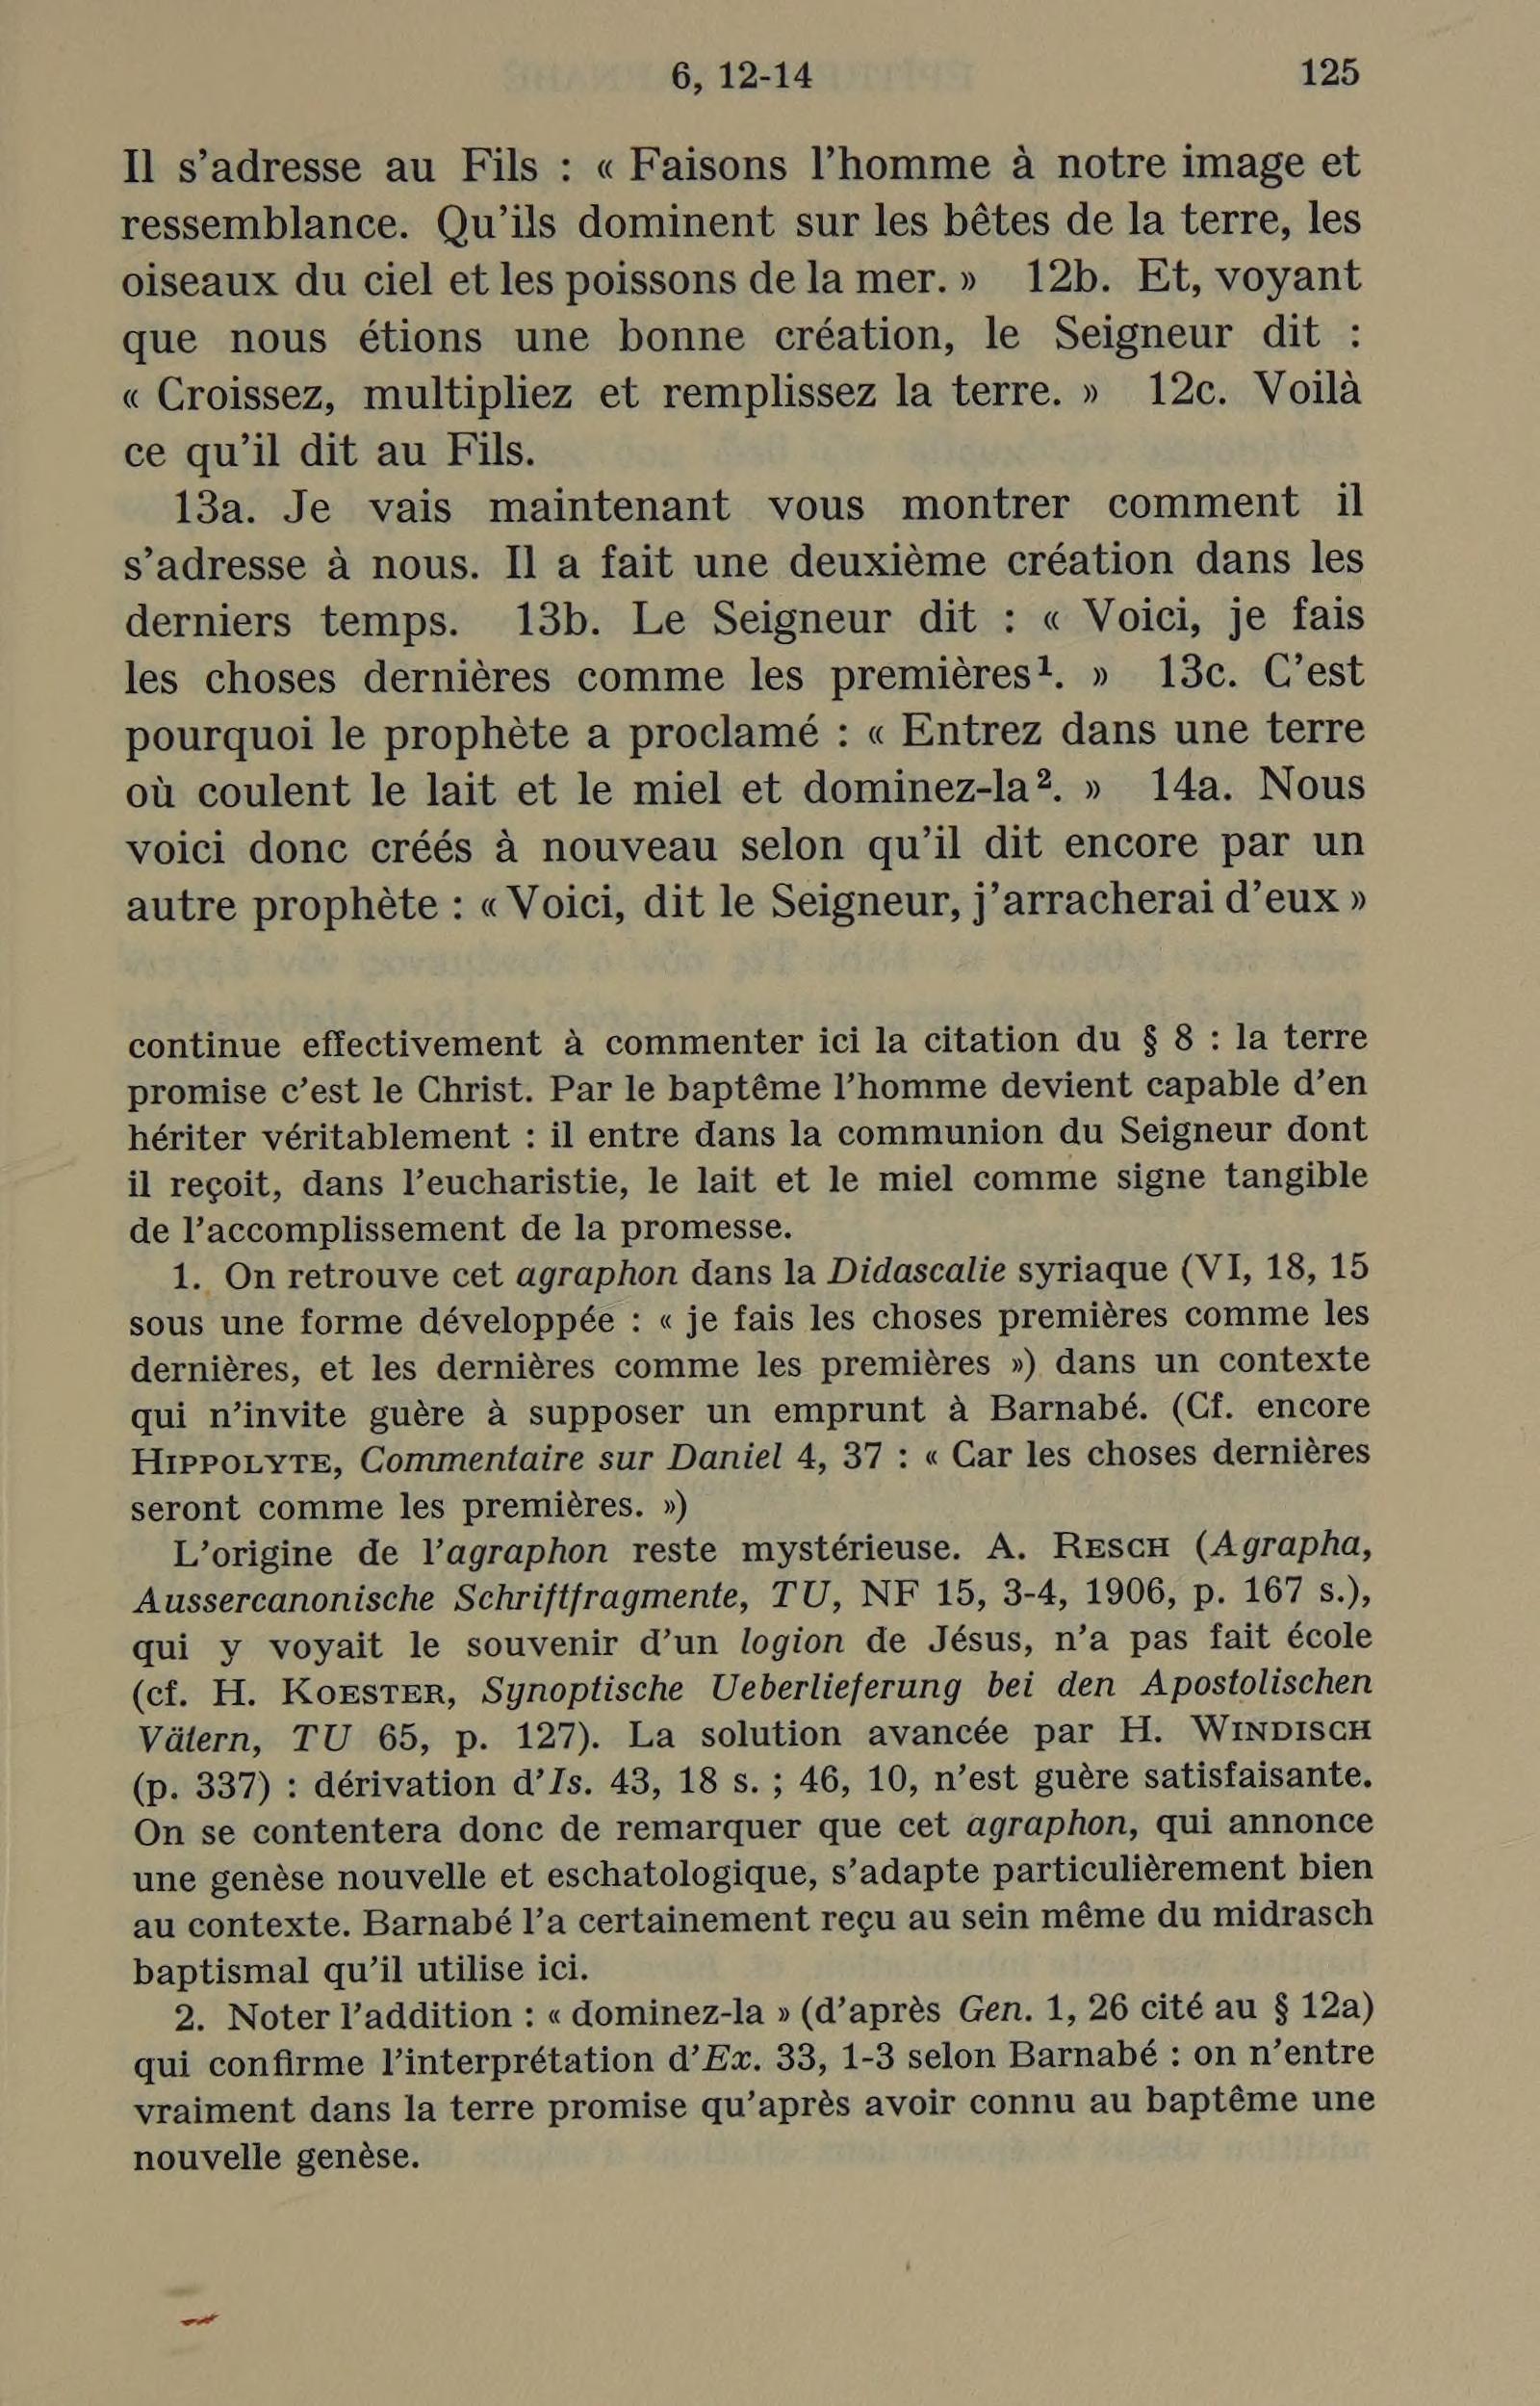 6, 12-14 125
Il s'adresse au Fils : « Faisons l'homme à notre image et
ressemblance. Qu'ils dominent sur les bêtes de la terre, les
oiseaux du ciel et les poissons de la mer. » 12b. Et, voyant
que nous étions une bonne création, le Seigneur dit :
« Croissez, multipliez et remplissez la terre. » 12c. Voilà
ce qu'il dit au Fils.
13a. Je vais maintenant vous montrer comment il
s'adresse à nous. Il a fait une deuxième création dans les
derniers temps. 13b. Le Seigneur dit : « Voici, je fais
les choses dernières comme les premières¹. » 13c. C'est
pourquoi le prophète a proclamé : « Entrez dans une terre
où coulent le lait et le miel et dominez-la². » 14a. Nous
voici donc créés à nouveau selon qu'il dit encore par un
autre prophète : « Voici, dit le Seigneur, j'arracherai d'eux »
continue effectivement à commenter ici la citation du § 8 : la terre
promise c'est le Christ. Par le baptême l'homme devient capable d'en
hériter véritablement : il entre dans la communion du Seigneur dont
il reçoit, dans l'eucharistie, le lait et le miel comme signe tangible
de l'accomplissement de la promesse.
1. On retrouve cet agraphon dans la Didascalie syriaque (VI, 18, 15
sous une forme développée : « je fais les choses premières comme les
dernières, et les dernières comme les premières ») dans un contexte
qui n'invite guère à supposer un emprunt à Barnabé. (Cf. encore
HIPPOLYTE, Commentaire sur Daniel 4, 37 : « Car les choses dernières
seront comme les premières. »)
L'origine de l'agraphon reste mystérieuse. A. RESCH (Agrapha,
Aussercanonische Schriftfragmente, TU, NF 15, 3-4, 1906, p. 167 s.),
qui y voyait le souvenir d'un logion de Jésus, n'a pas fait école
(cf. H. KOESTER, Synoptische Ueberlieferung bei den Apostolischen
Vätern, TU 65, p. 127). La solution avancée par H. WINDISCH
(p. 337) : dérivation d'Is. 43, 18 s. ; 46, 10, n'est guère satisfaisante.
On se contentera donc de remarquer que cet agraphon, qui annonce
une genèse nouvelle et eschatologique, s'adapte particulièrement bien
au contexte. Barnabé l'a certainement reçu au sein même du midrasch
baptismal qu'il utilise ici.
2. Noter l'addition : « dominez-la » (d'après Gen. 1, 26 cité au § 12a)
qui confirme l'interprétation d'Ex. 33, 1-3 selon Barnabé : on n'entre
vraiment dans la terre promise qu'après avoir connu au baptême une
nouvelle genèse.